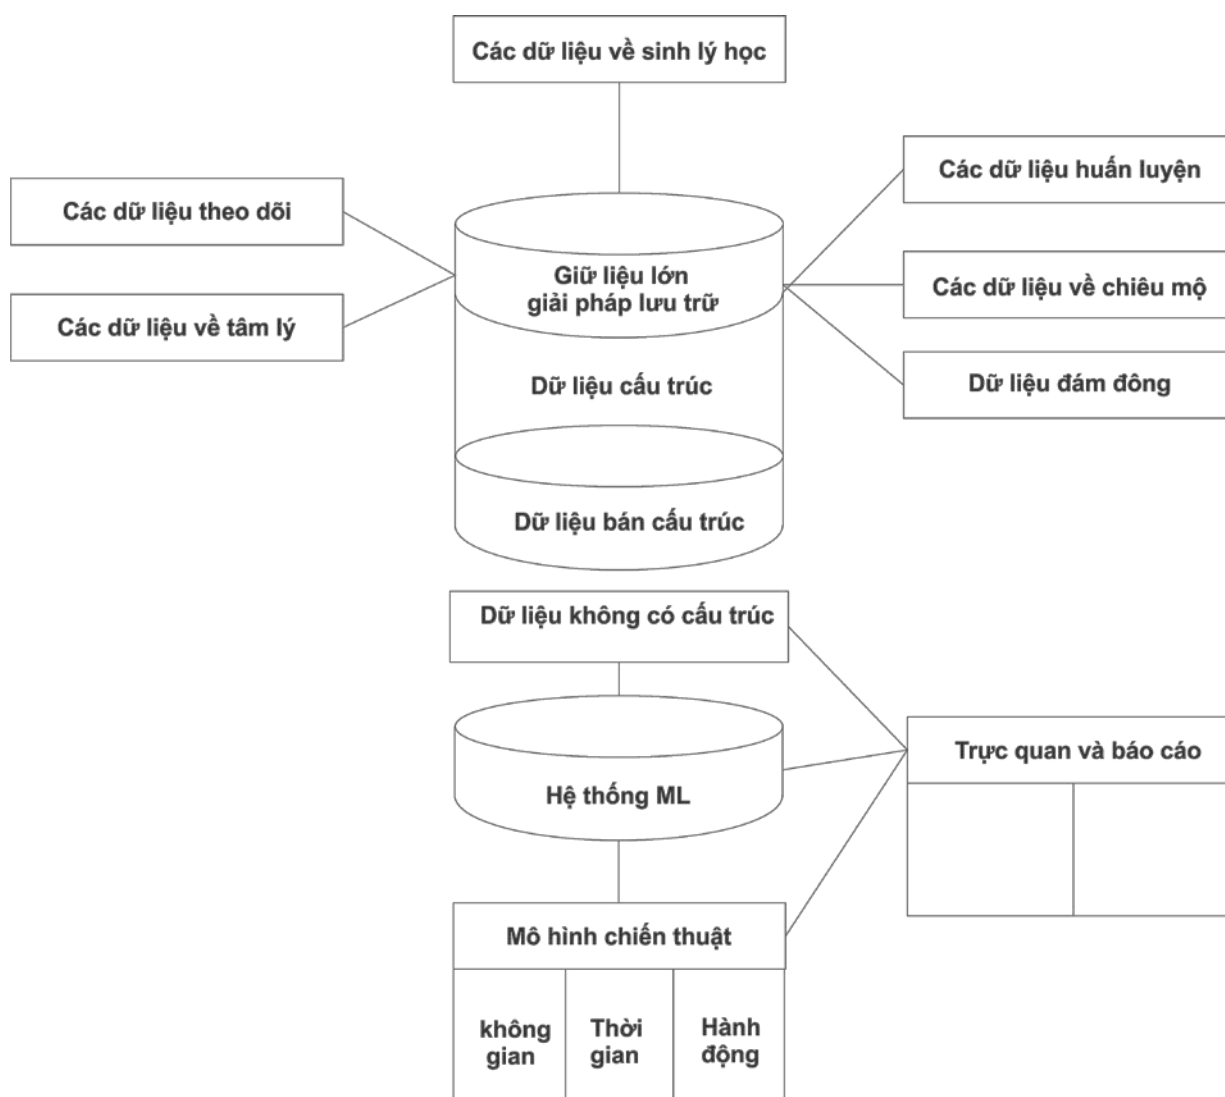 Các dữ liệu về sinh lý học
Các dữ liệu huấn luyện
Các dữ liệu theo dõi
Giữ liệu lớn
giải pháp lưu trữ
Các dữ liệu về chiêu mộ
Các dữ liệu về tâm lý
Dữ liệu cấu trúc
Dữ liệu đám đông
Dữ liệu bán cấu trúc
Dữ liệu không có cấu trúc
Trực quan và báo cáo
Hệ thống ML
Mô hình chiến thuật
không
gian
Thời
gian
Hành
động